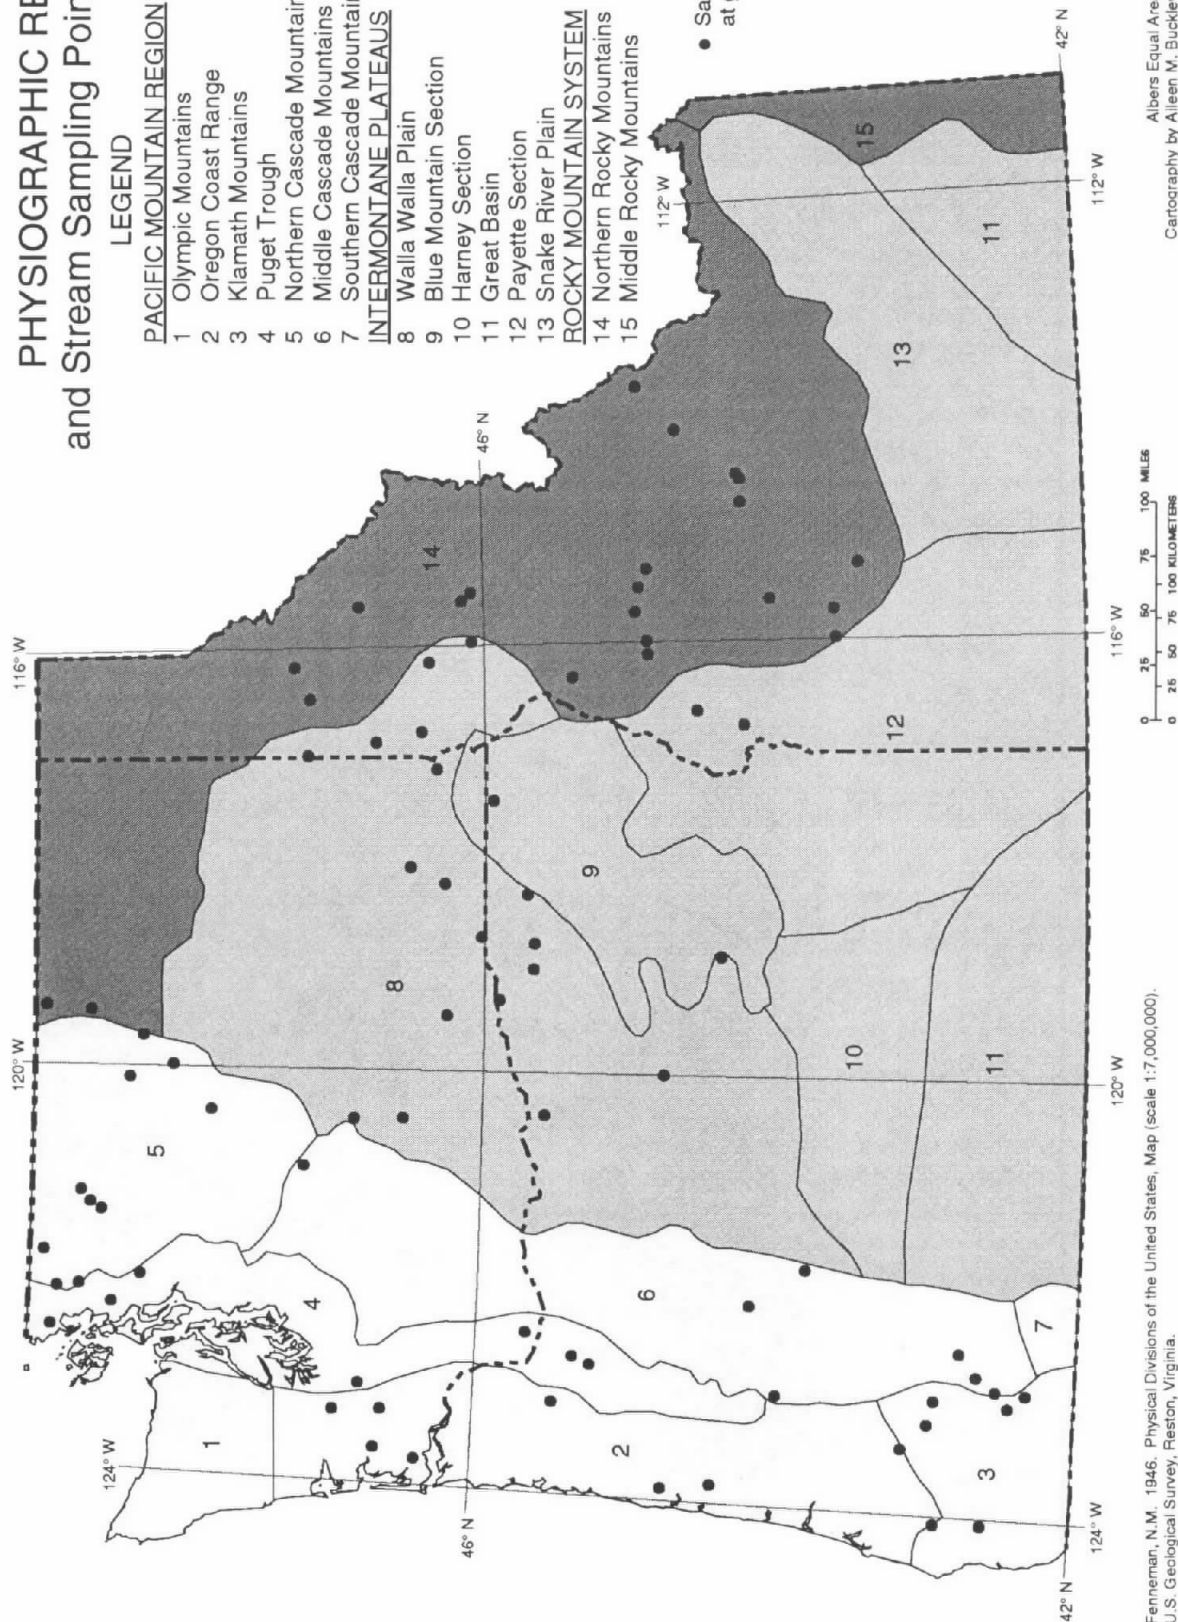 PHYSIOGRAPHIC RE
and Stream Sampling Poin
LEGEND
PACIFIC MOUNTAIN REGION
1 Olympic Mountains
2 Oregon Coast Range
3 Klamath Mountains
4 Puget Trough
5 Northern Cascade Mountain
6 Middle Cascade Mountains
7 Southern Cascade Mountai
INTERMONTANE PLATEAUS
8 Walla Walla Plain
9 Blue Mountain Section
10 Harney Section
11 Great Basin
12 Payette Section
13 Snake River Plain
ROCKY MOUNTAIN SYSTEM
14 Northern Rocky Mountains
15 Middle Rocky Mountains
Sa
at
124° W
120° W
116° W
112° W
46° N
46° N
42° N
42° N
124° W
120° W
116° W
112° W
1
2
3
4
5
6
7
8
9
10
11
11
12
13
14
15
0 25 50 75 100 MILES
0 25 50 75 100 KILOMETERS
Fenneman, N.M. 1946. Physical Divisions of the United States, Map (scale 1:7,000,000).
U.S. Geological Survey, Reston, Virginia.
Albers Equal Are
Cartography by Aileen M. Buckle